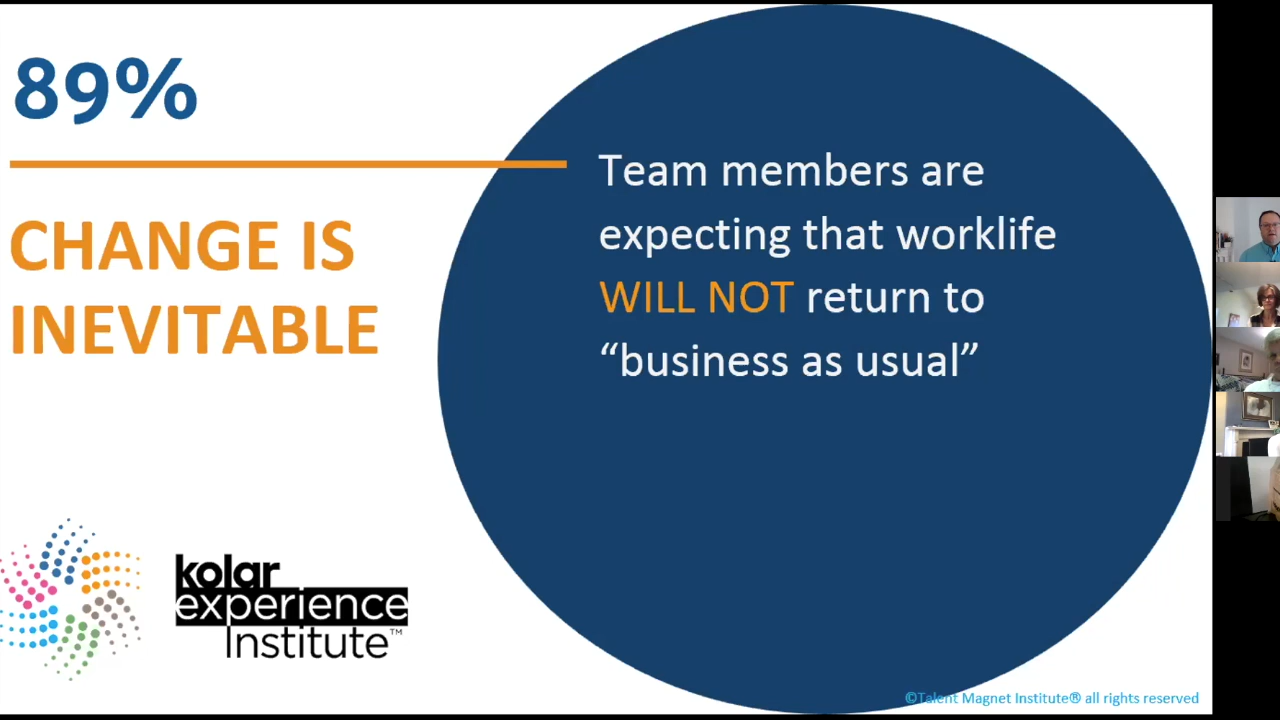 89%
CHANGE IS
INEVITABLE
Team members are
expecting that worklife
WILL NOT return to
“business as usual”
kolar
experience
Institute™
©Talent Magnet Institute® all rights reserved